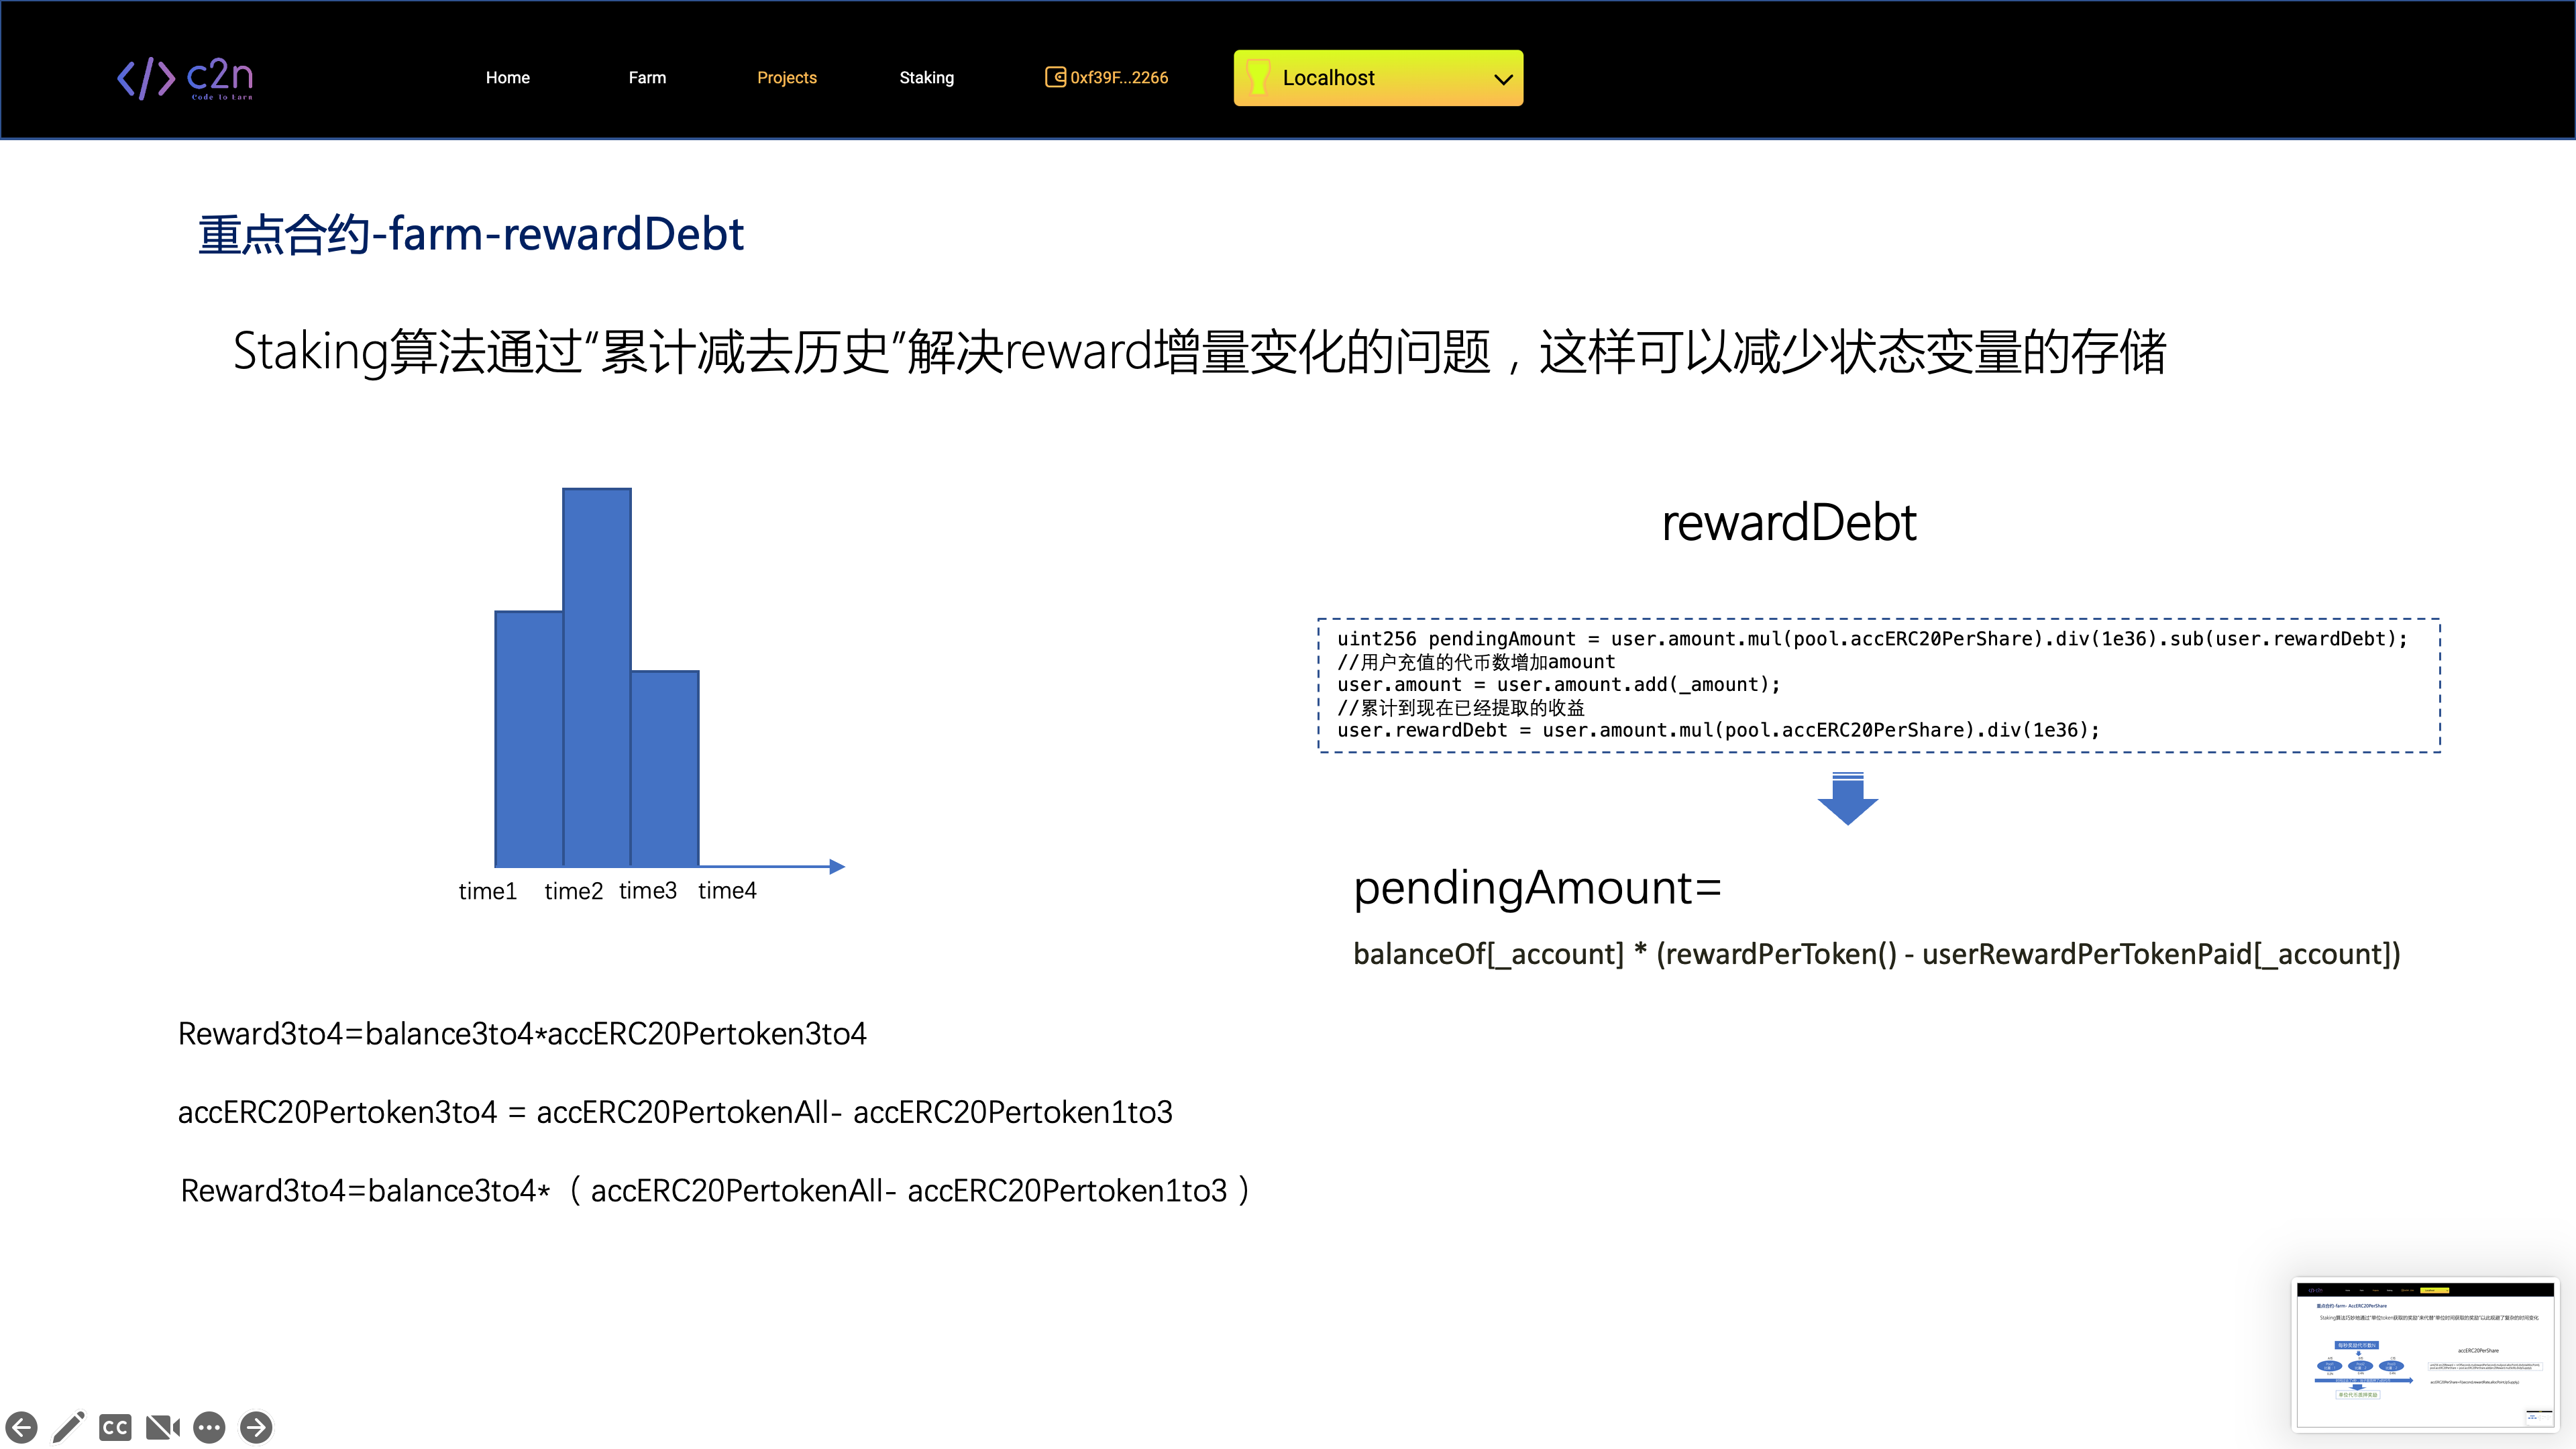 c2n
Code to Earn
Home
Farm
Projects
Staking
0xf39F...2266
Localhost
重点合约-farm-rewardDebt
Staking算法通过“累计减去历史”解决reward增量变化的问题，这样可以减少状态变量的存储
time1
time2
time3
time4
Reward3to4=balance3to4*accERC20Pertoken3to4
accERC20Pertoken3to4 = accERC20PertokenAll- accERC20Pertoken1to3
Reward3to4=balance3to4*（accERC20PertokenAll- accERC20Pertoken1to3）
rewardDebt
uint256 pendingAmount = user.amount.mul(pool.accERC20PerShare).div(1e36).sub(user.rewardDebt);
//用户充值的代币数增加amount
user.amount = user.amount.add(_amount);
//累计到现在已经提取的收益
user.rewardDebt = user.amount.mul(pool.accERC20PerShare).div(1e36);
pendingAmount=
balanceOf[_account] * (rewardPerToken() - userRewardPerTokenPaid[_account])
重点合约-farm- AccERC20PerShare
accERC20PerShare
CC